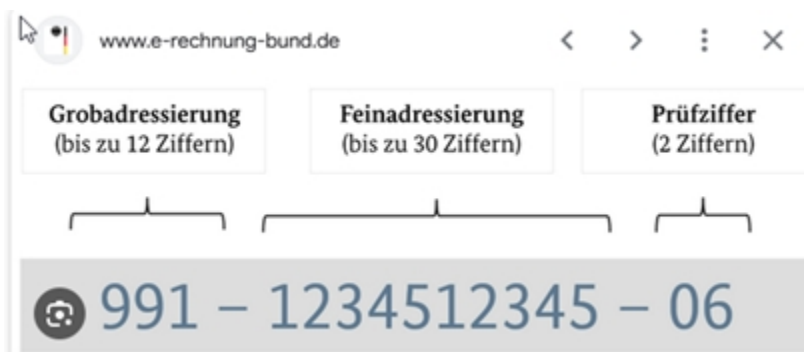 www.e-rechnung-bund.de
Grobadressierung
(bis zu 12 Ziffern)
Feinadressierung
(bis zu 30 Ziffern)
Prüfziffer
(2 Ziffern)
991 – 1234512345 – 06